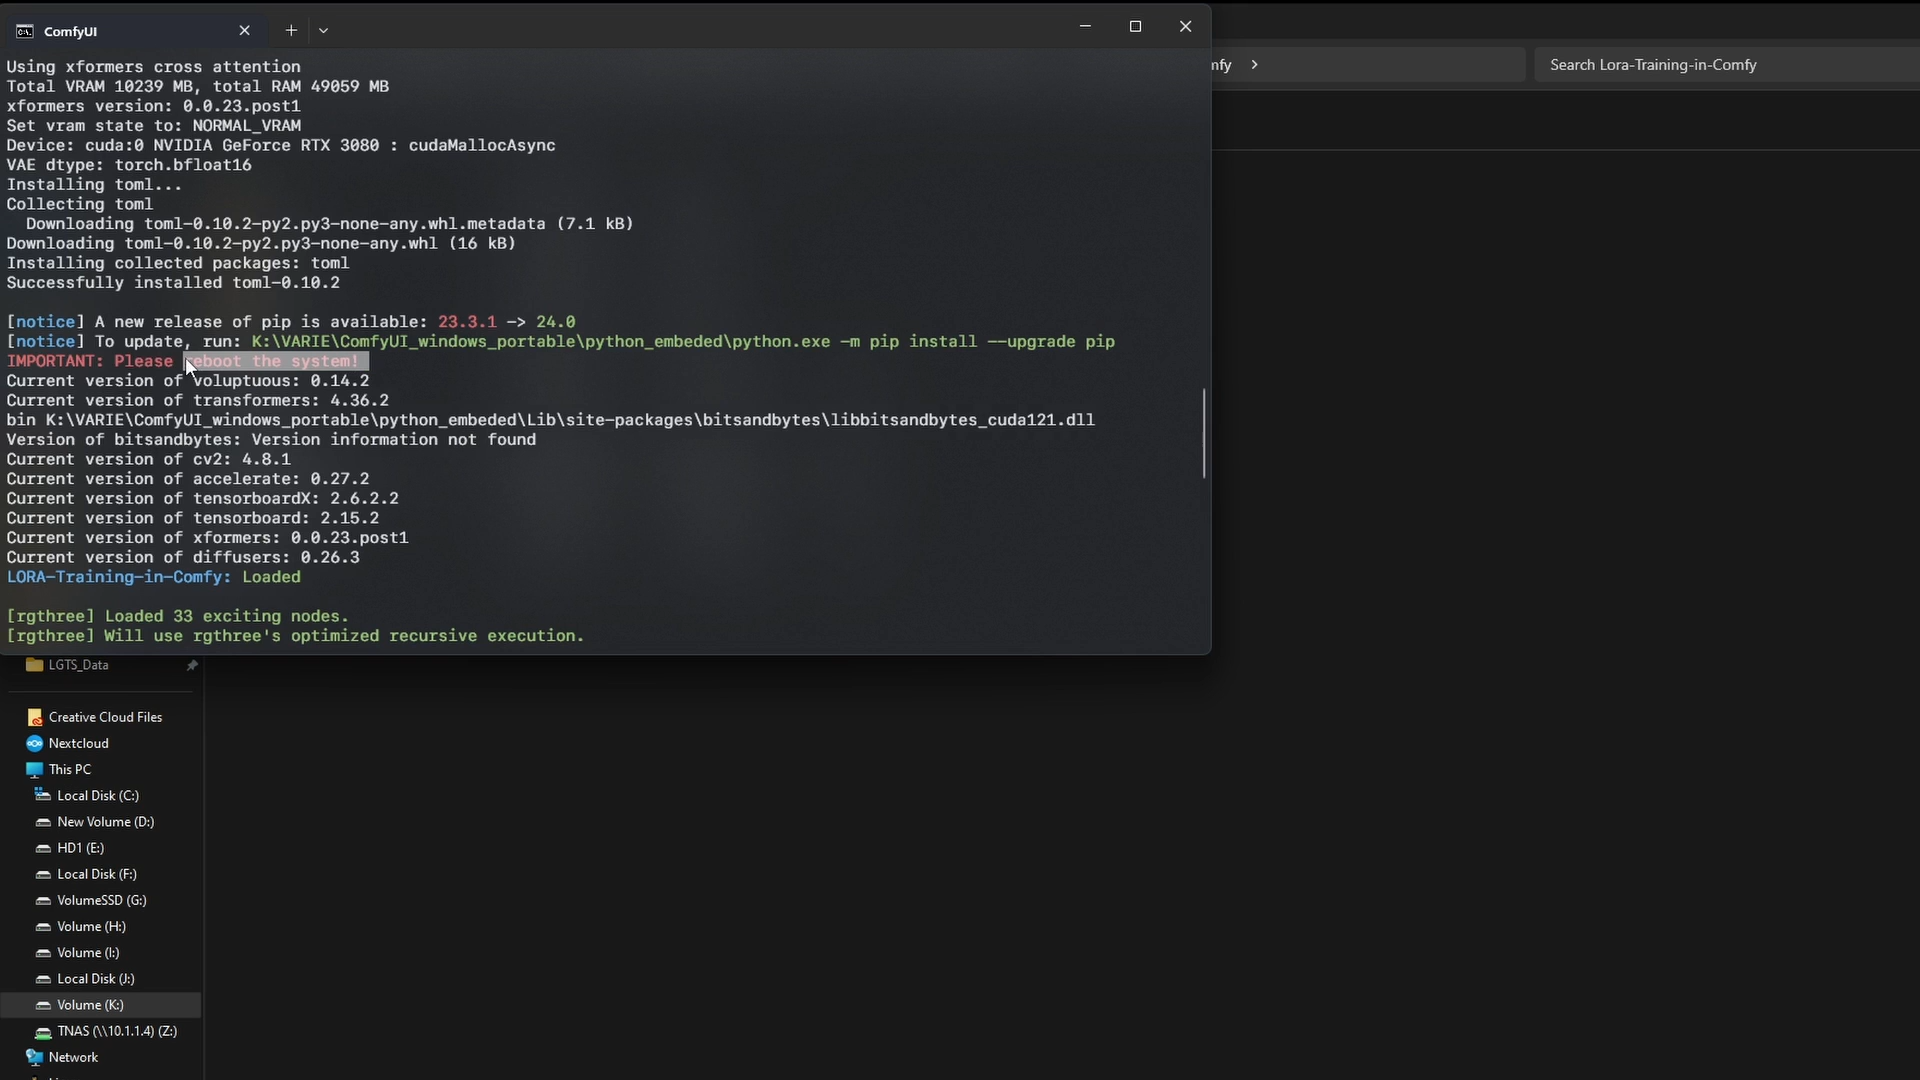 ComfyUI
Using xformers cross attention
Total VRAM 10239 MB, total RAM 49059 MB
xformers version: 0.0.23.post1
Set vram state to: NORMAL_VRAM
Device: cuda:0 NVIDIA GeForce RTX 3080 : cudaMallocAsync
VAE dtype: torch.bfloat16
Installing toml...
Collecting toml
  Downloading toml-0.10.2-py2.py3-none-any.whl.metadata (7.1 kB)
Downloading toml-0.10.2-py2.py3-none-any.whl (16 kB)
Installing collected packages: toml
Successfully installed toml-0.10.2
[notice] A new release of pip is available: 23.3.1 -> 24.0
[notice] To update, run: K:\VARIE\ComfyUI_windows_portable\python_embeded\python.exe -m pip install --upgrade pip
IMPORTANT: Please reboot the system!
Current version of voluptuous: 0.14.2
Current version of transformers: 4.36.2
bin K:\VARIE\ComfyUI_windows_portable\python_embeded\Lib\site-packages\bitsandbytes\libbitsandbytes_cuda121.dll
Version of bitsandbytes: Version information not found
Current version of cv2: 4.8.1
Current version of accelerate: 0.27.2
Current version of tensorboardX: 2.6.2.2
Current version of tensorboard: 2.15.2
Current version of xformers: 0.0.23.post1
Current version of diffusers: 0.26.3
LORA-Training-in-Comfy: Loaded
[rgthree] Loaded 33 exciting nodes.
[rgthree] Will use rgthree's optimized recursive execution.
mfy
Search Lora-Training-in-Comfy
LGTS_Data
Creative Cloud Files
Nextcloud
This PC
Local Disk (C:)
New Volume (D:)
HD1 (E:)
Local Disk (F:)
VolumeSSD (G:)
Volume (H:)
Volume (I:)
Local Disk (J:)
Volume (K:)
TNAS (\\10.1.1.4) (Z:)
Network